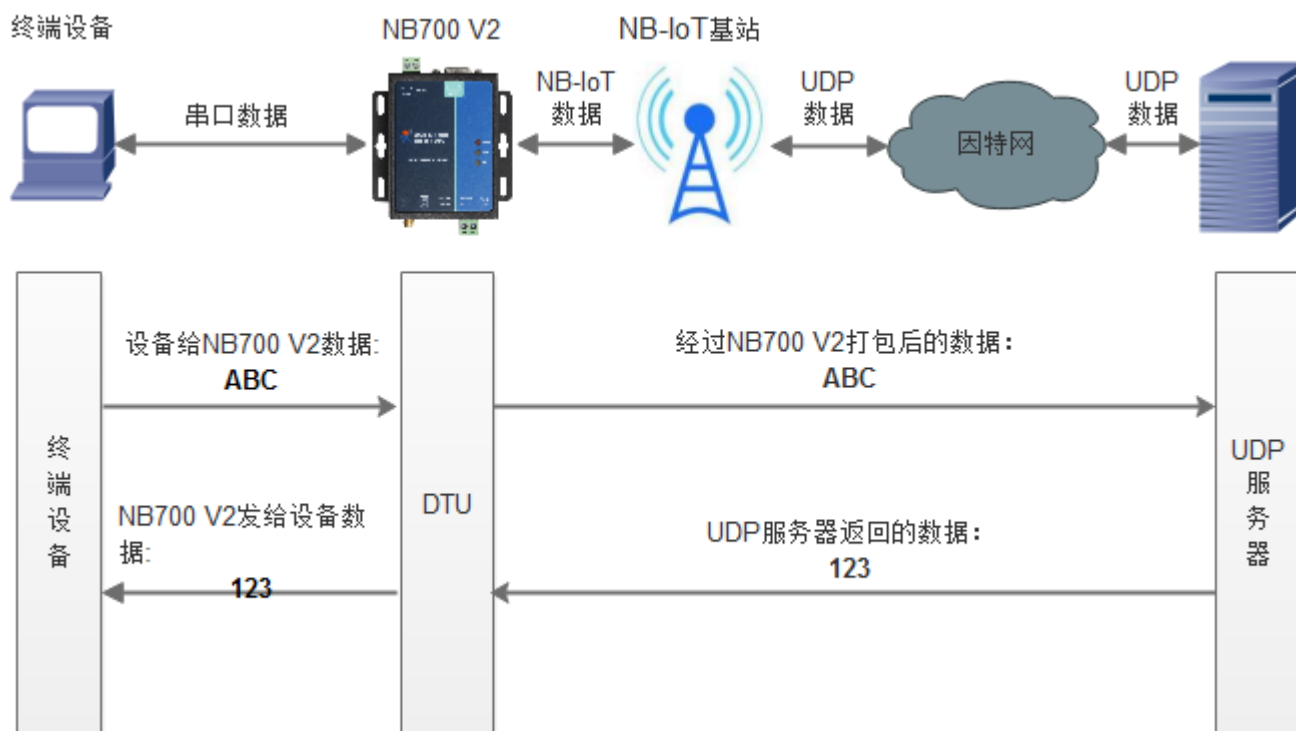 终端设备
NB700 V2
NB-IoT基站
串口数据
NB-IoT
数据
UDP
数据
因特网
UDP
数据
设备给NB700 V2数据:
ABC
经过NB700 V2打包后的数据：
ABC
终
端
设
备
DTU
UDP
服
务
器
NB700 V2发给设备数
据:
123
UDP服务器返回的数据：
123